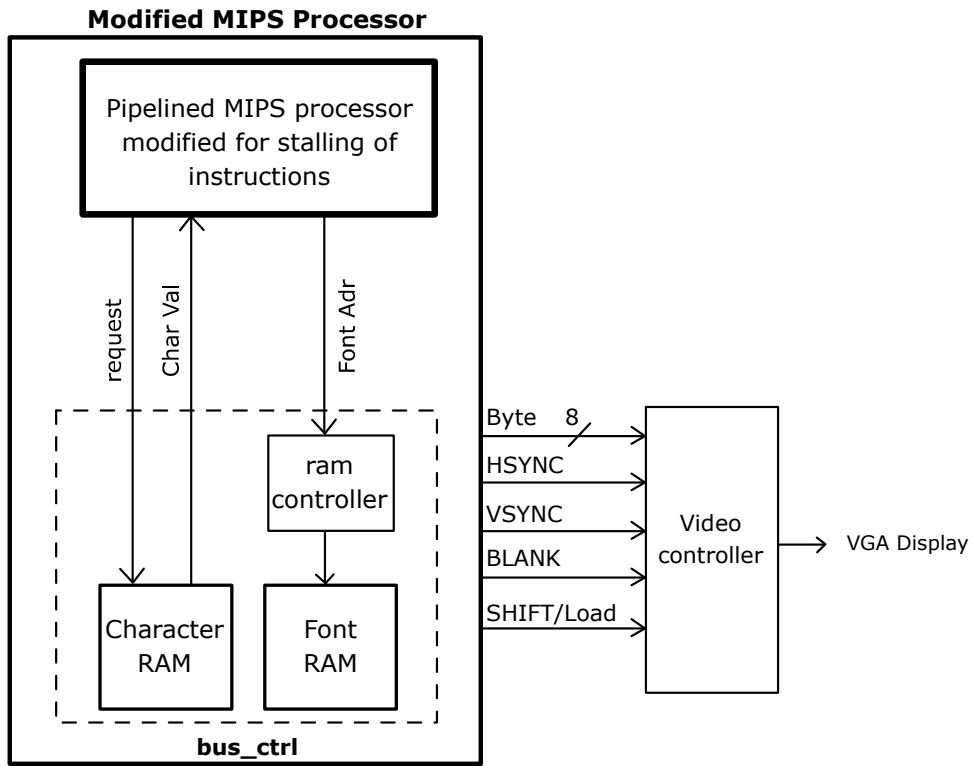 Modified MIPS Processor
Pipelined MIPS processor
modified for stalling of
instructions
request
Char Val
Font Adr
ram
controller
Character
RAM
Font
RAM
bus_ctrl
Byte 8
HSYNC
VSYNC
BLANK
SHIFT/Load
Video
controller
VGA Display